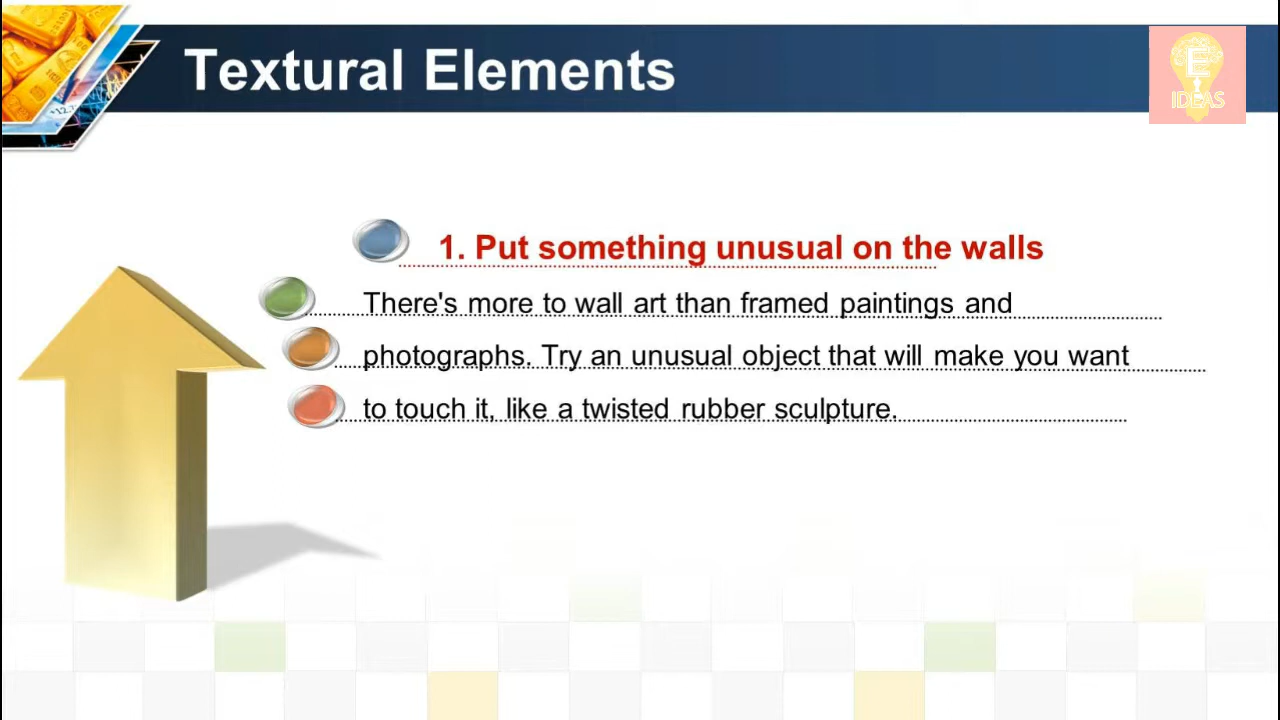 Textural Elements
E
IDEAS
1. Put something unusual on the walls
There's more to wall art than framed paintings and
photographs. Try an unusual object that will make you want
to touch it, like a twisted rubber sculpture.